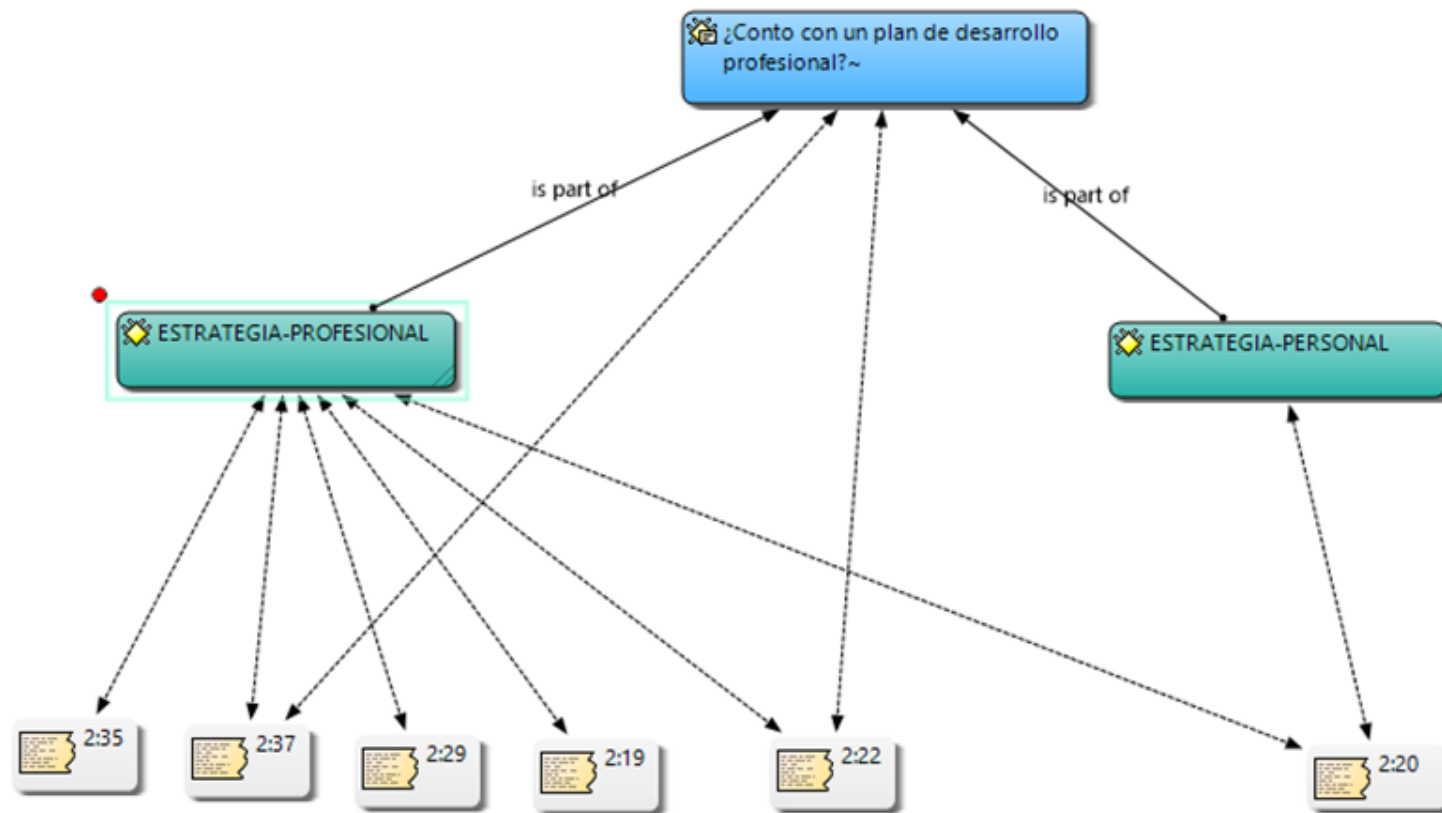 ¿Conto con un plan de desarrollo
profesional?~
is part of
is part of
ESTRATEGIA-PROFESIONAL
ESTRATEGIA-PERSONAL
2:35
2:37
2:29
2:19
2:22
2:20